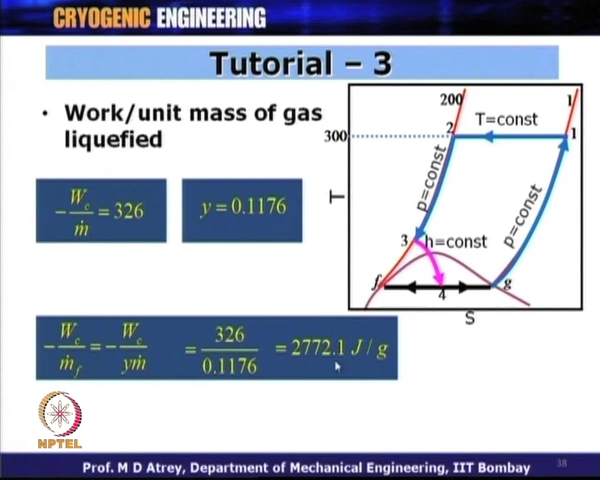 CRYOGENIC ENGINEERING
Tutorial – 3
• Work/unit mass of gas
liquefied
-W_c/ṁ = 326
y = 0.1176
200
1
T=const
300
2
1
p=const
p=const
T
3
h=const
f
4
g
S
-W_c/ṁ_f = -W_c/yṁ = 326/0.1176 = 2772.1 J/g
NPTEL
Prof. M D Atrey, Department of Mechanical Engineering, IIT Bombay
38